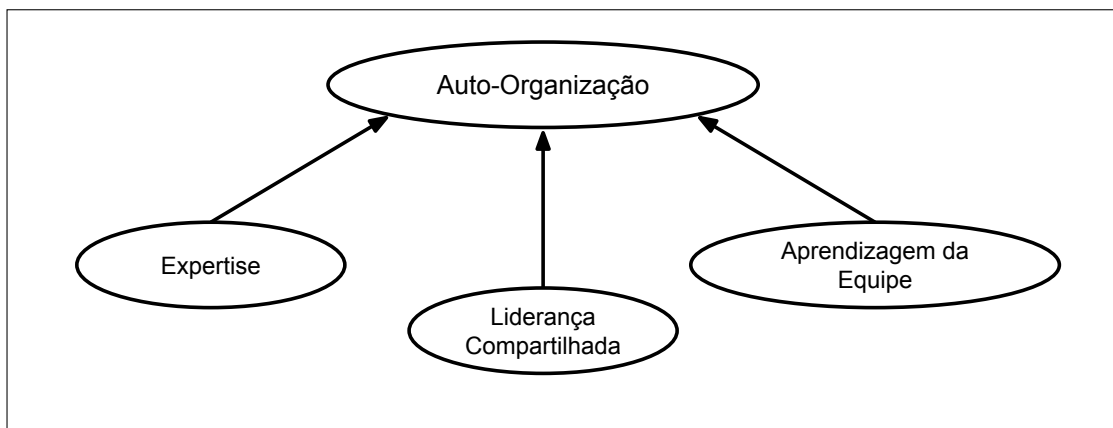 Auto-Organização
Expertise
Liderança
Compartilhada
Aprendizagem da
Equipe